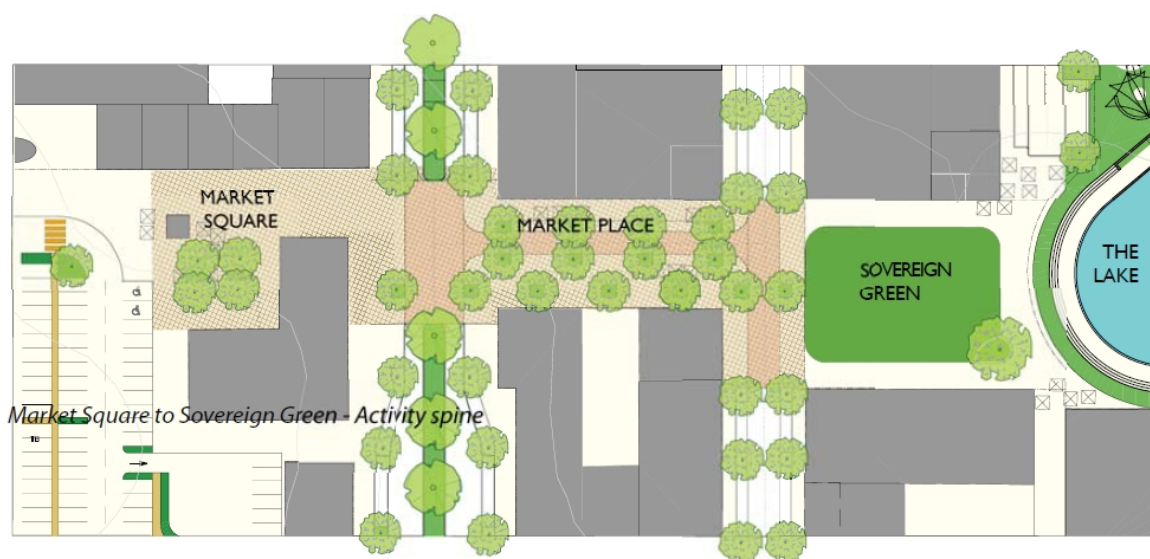 MARKET
SQUARE
MARKET PLACE
SOVEREIGN
GREEN
THE
LAKE
Market Square to Sovereign Green - Activity spine